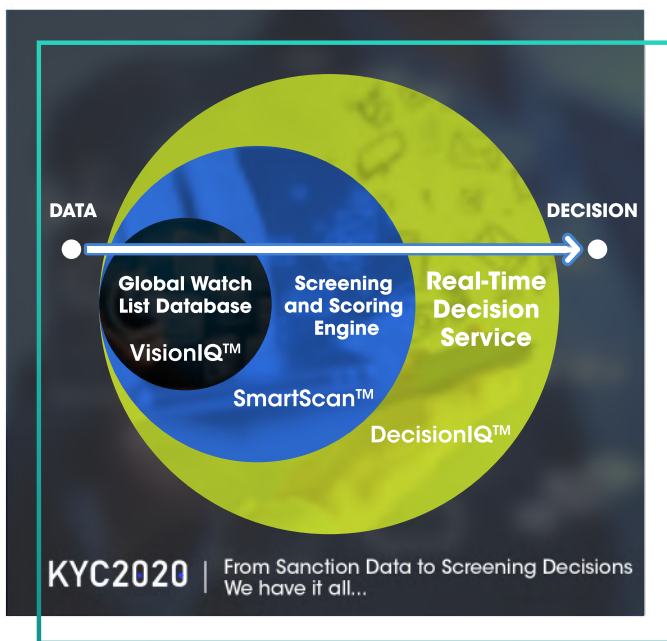 DATA
DECISION
Global Watch
List Database
VisionIQ™
Screening
and Scoring
Engine
SmartScan™
Real-Time
Decision
Service
DecisionIQ™
KYC2020
From Sanction Data to Screening Decisions
We have it all...